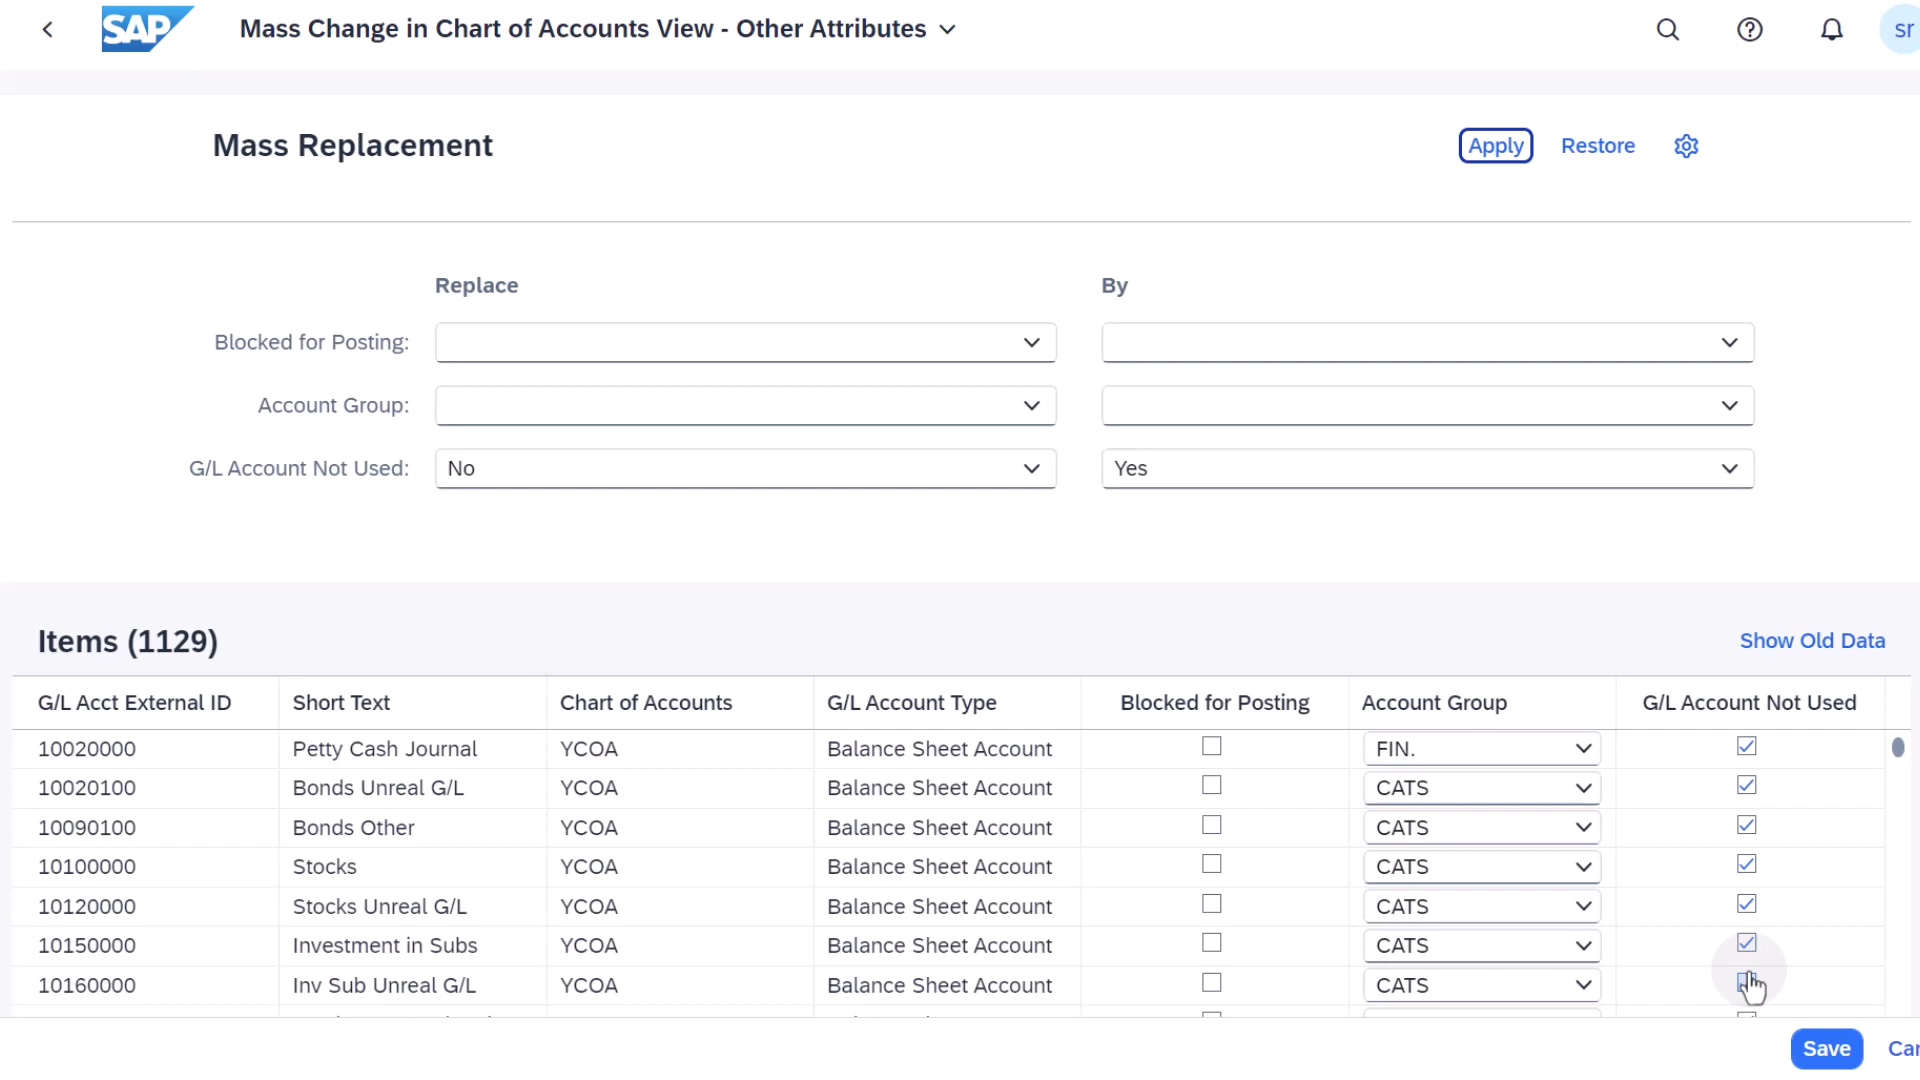 SAP Mass Change in Chart of Accounts View - Other Attributes sr
Mass Replacement Apply Restore
Replace By
Blocked for Posting:
Account Group:
G/L Account Not Used: No Yes
Items (1129) Show Old Data
G/L Acct External ID Short Text Chart of Accounts G/L Account Type Blocked for Posting Account Group G/L Account Not Used
10020000 Petty Cash Journal YCOA Balance Sheet Account FIN.
10020100 Bonds Unreal G/L YCOA Balance Sheet Account CATS
10090100 Bonds Other YCOA Balance Sheet Account CATS
10100000 Stocks YCOA Balance Sheet Account CATS
10120000 Stocks Unreal G/L YCOA Balance Sheet Account CATS
10150000 Investment in Subs YCOA Balance Sheet Account CATS
10160000 Inv Sub Unreal G/L YCOA Balance Sheet Account CATS
Save